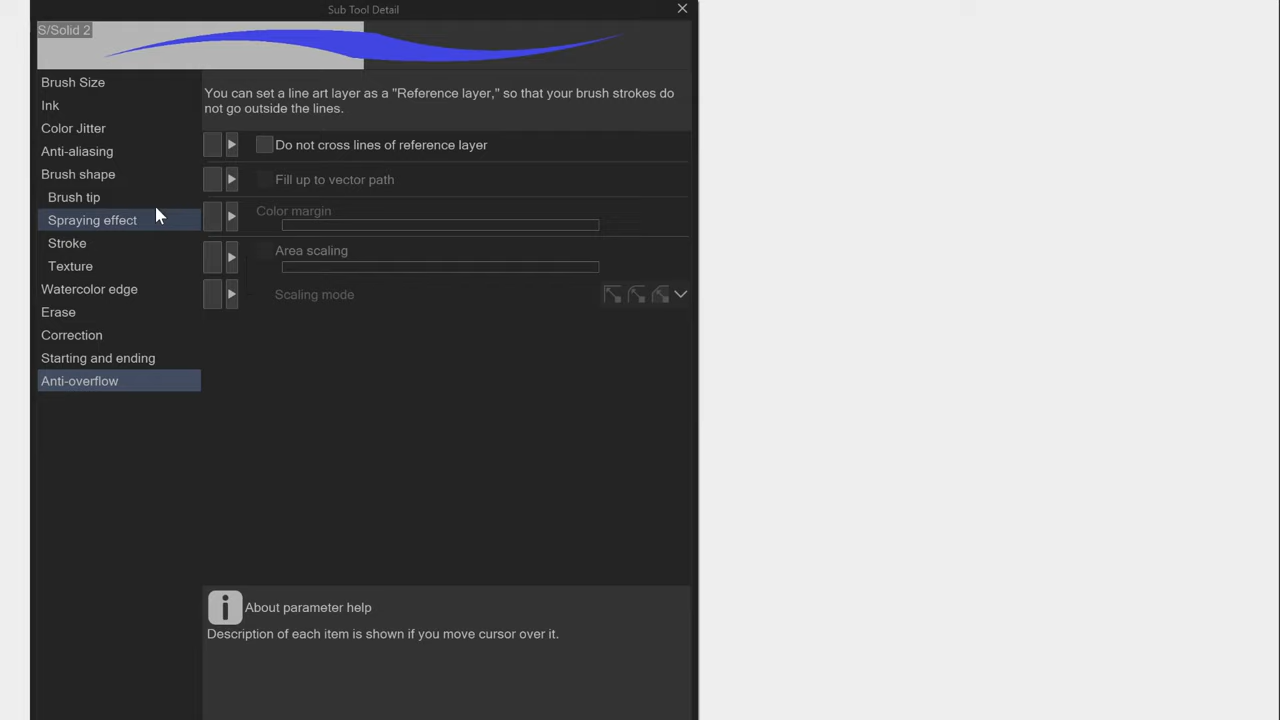 Sub Tool Detail
S/Solid 2
Brush Size
Ink
Color Jitter
Anti-aliasing
Brush shape
Brush tip
Spraying effect
Stroke
Texture
Watercolor edge
Erase
Correction
Starting and ending
Anti-overflow
You can set a line art layer as a "Reference layer," so that your brush strokes do
not go outside the lines.
Do not cross lines of reference layer
Fill up to vector path
Color margin
Area scaling
Scaling mode
About parameter help
Description of each item is shown if you move cursor over it.